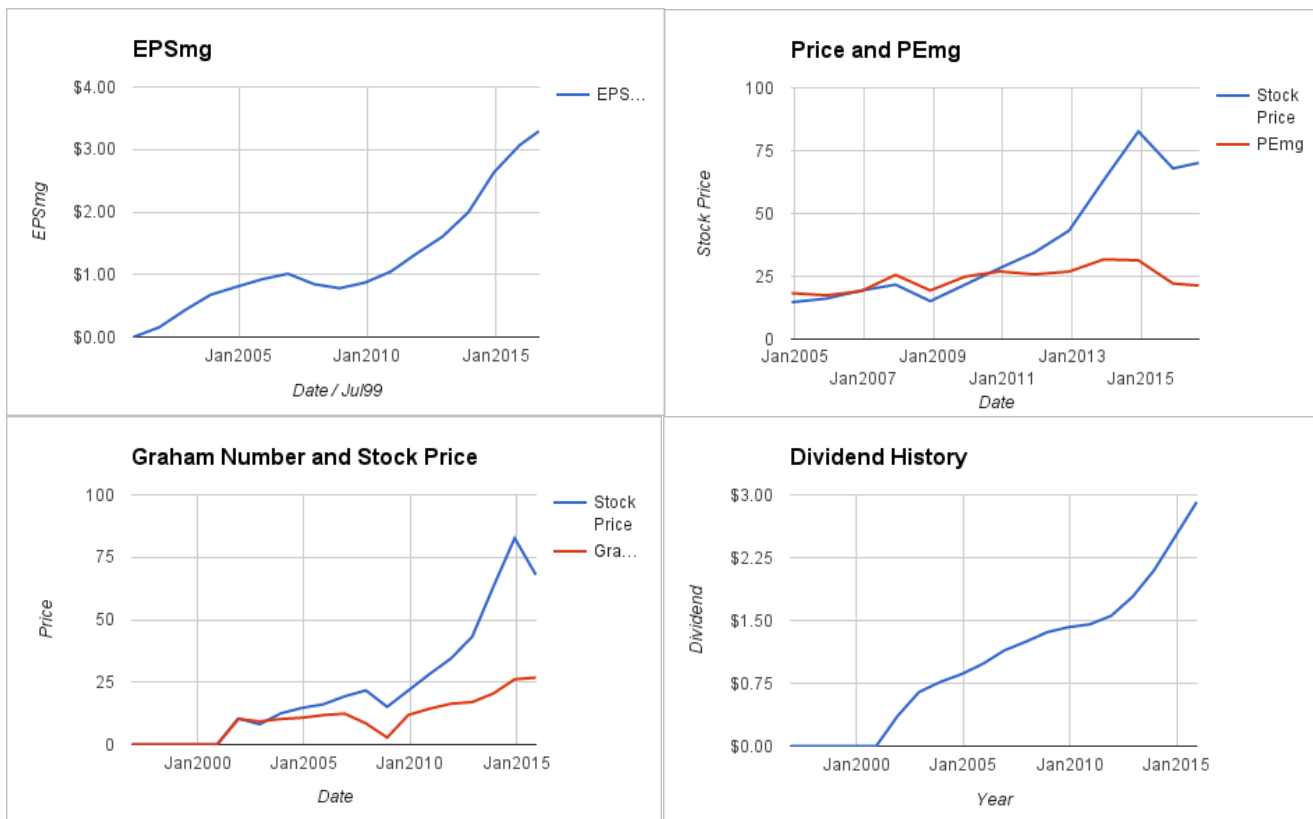 EPSmg
$4.00
$3.00
$2.00
$1.00
$0.00
EPSmg
Jan2005
Jan2010
Jan2015
Date / Jul99
EPS…
Price and PEmg
100
75
50
25
0
Stock Price
Jan2005
Jan2009
Jan2013
Jan2007
Jan2011
Jan2015
Date
Stock
Price
PEmg
Graham Number and Stock Price
100
75
50
25
0
Price
Jan2000
Jan2005
Jan2010
Jan2015
Date
Stock
Price
Gra…
Dividend History
$3.00
$2.25
$1.50
$0.75
$0.00
Dividend
Jan2000
Jan2005
Jan2010
Jan2015
Year